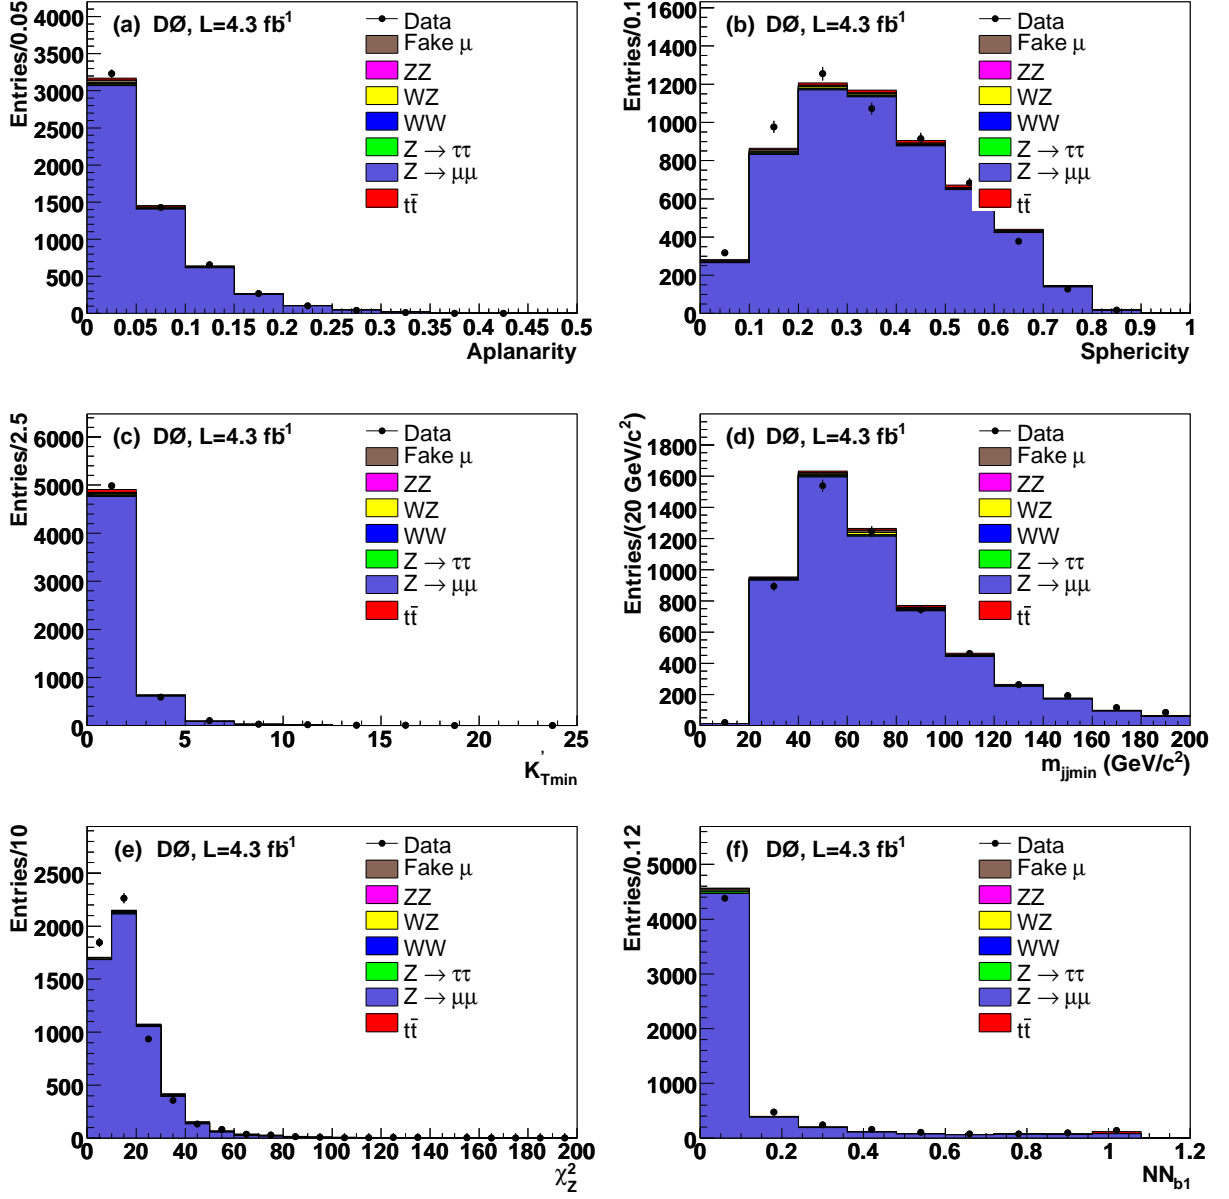 (a) DØ, L=4.3 fb⁻¹
Entries/0.05
4000
3500
3000
2500
2000
1500
1000
500
0
0 0.05 0.1 0.15 0.2 0.25 0.3 0.35 0.4 0.45 0.5
Aplanarity
Data
Fake μ
ZZ
WZ
WW
Z → ττ
Z → μμ
tt̄
(b) DØ, L=4.3 fb⁻¹
Entries/0.1
1600
1400
1200
1000
800
600
400
200
0
0 0.1 0.2 0.3 0.4 0.5 0.6 0.7 0.8 0.9 1
Sphericity
Data
Fake μ
ZZ
WZ
WW
Z → ττ
Z → μμ
tt̄
(c) DØ, L=4.3 fb⁻¹
Entries/2.5
6000
5000
4000
3000
2000
1000
0
0 5 10 15 20 25
K'Tmin
Data
Fake μ
ZZ
WZ
WW
Z → ττ
Z → μμ
tt̄
(d) DØ, L=4.3 fb⁻¹
Entries/(20 GeV/c²)
1800
1600
1400
1200
1000
800
600
400
200
0
0 20 40 60 80 100 120 140 160 180 200
mjjmin (GeV/c²)
Data
Fake μ
ZZ
WZ
WW
Z → ττ
Z → μμ
tt̄
(e) DØ, L=4.3 fb⁻¹
Entries/10
2500
2000
1500
1000
500
0
0 20 40 60 80 100 120 140 160 180 200
χ²Z
Data
Fake μ
ZZ
WZ
WW
Z → ττ
Z → μμ
tt̄
(f) DØ, L=4.3 fb⁻¹
Entries/0.12
5000
4000
3000
2000
1000
0
0 0.2 0.4 0.6 0.8 1 1.2
NNb1
Data
Fake μ
ZZ
WZ
WW
Z → ττ
Z → μμ
tt̄